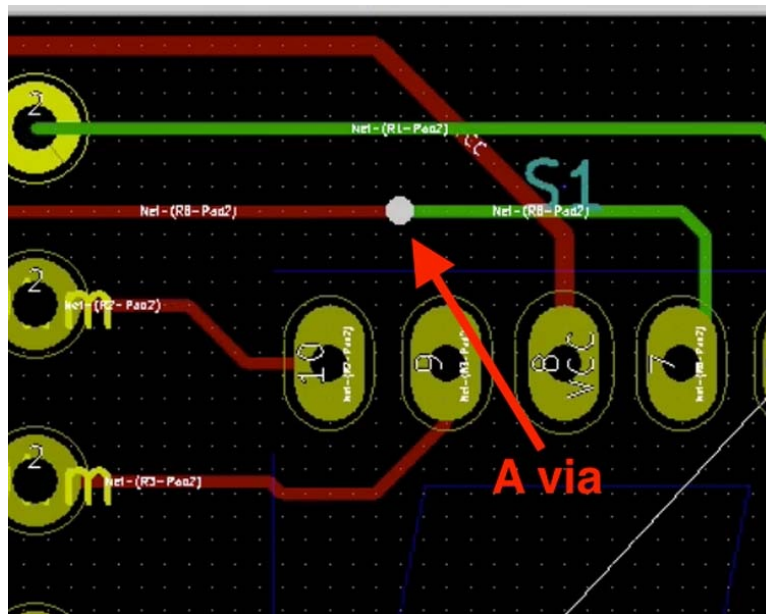 2
Net-(R1-Pad2)
S1
Net-(R8-Pad2)
Net-(R8-Pad2)
2
m
Net-(R2-Pad2)
10
9
8
VCC
7
A via
2
m
Net-(R3-Pad2)